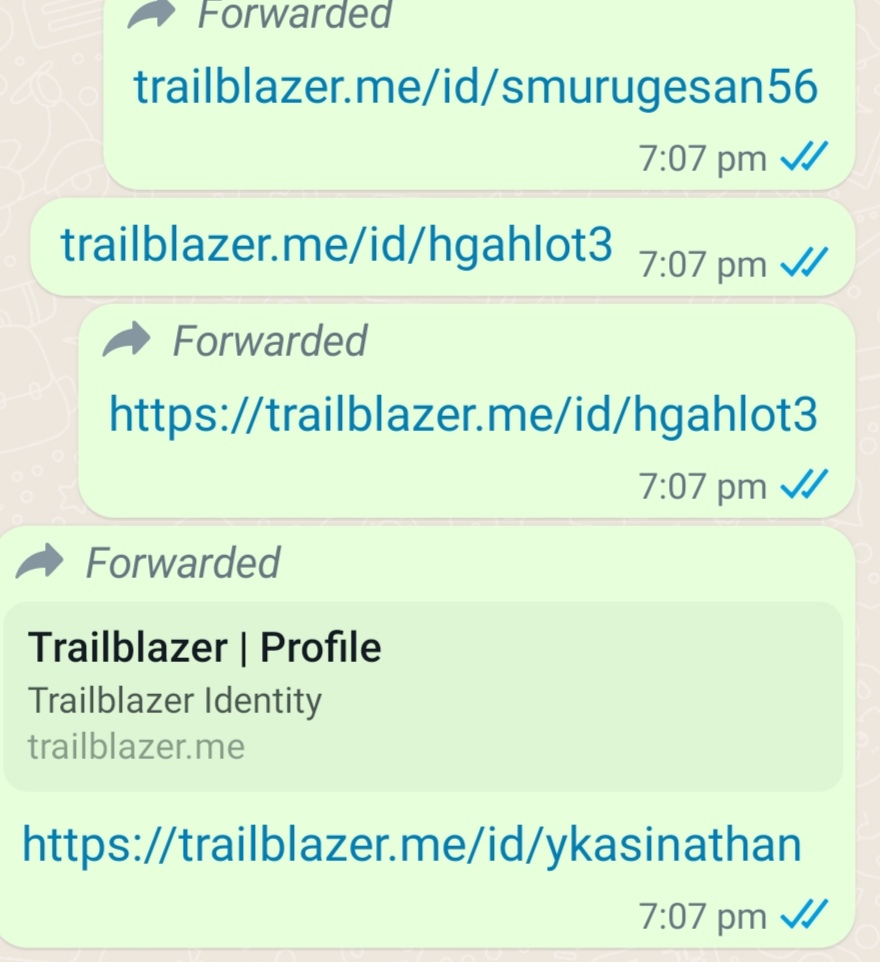 Forwarded
trailblazer.me/id/smurugesan56
7:07 pm
trailblazer.me/id/hgahlot3 7:07 pm
Forwarded
https://trailblazer.me/id/hgahlot3
7:07 pm
Forwarded
Trailblazer | Profile
Trailblazer Identity
trailblazer.me
https://trailblazer.me/id/ykasinathan
7:07 pm